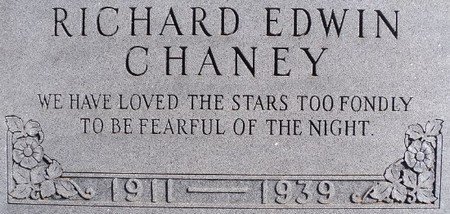 RICHARD EDWIN
CHANEY
WE HAVE LOVED THE STARS TOO FONDLY
TO BE FEARFUL OF THE NIGHT.
1911 — 1939